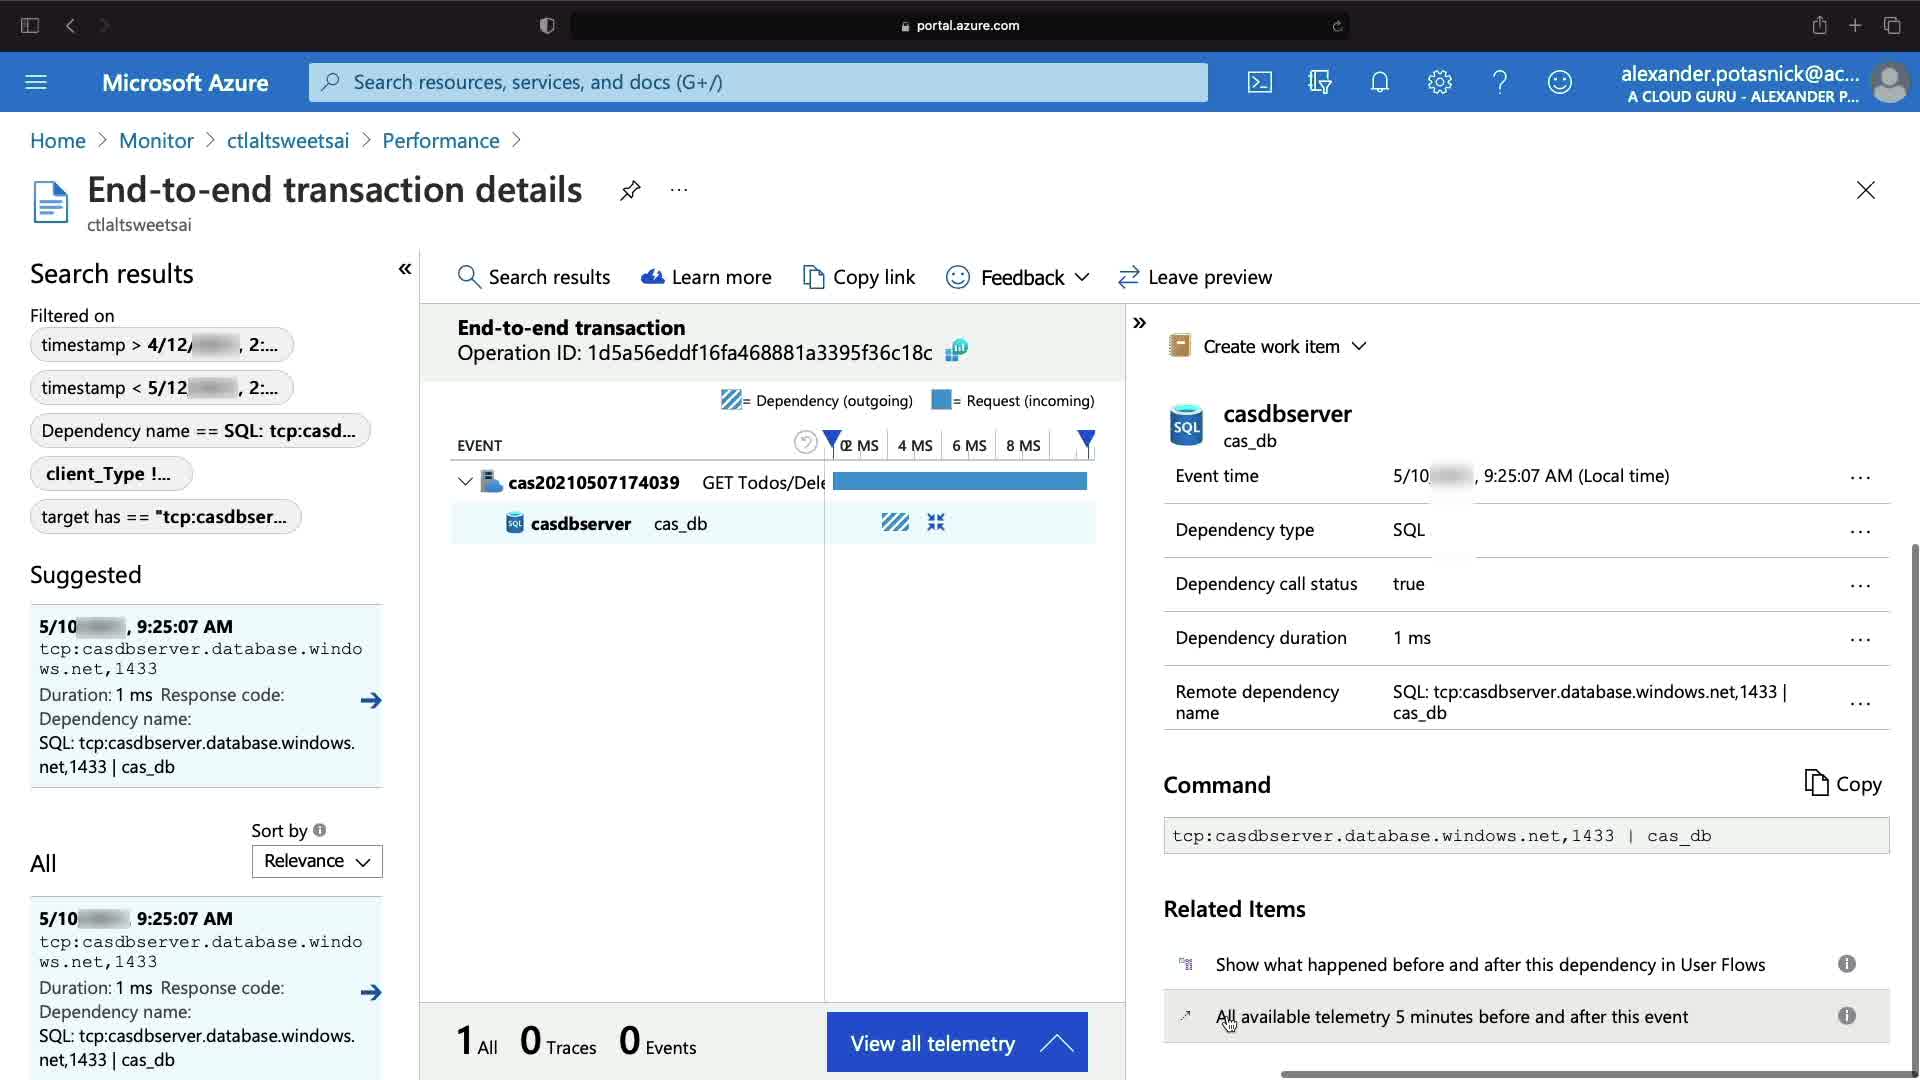 portal.azure.com
Microsoft Azure
Search resources, services, and docs (G+/)
alexander.potasnick@ac...
A CLOUD GURU - ALEXANDER P...
Home > Monitor > ctlaltsweetsai > Performance >
End-to-end transaction details
...
ctlaltsweetsai
Search results
«
Filtered on
timestamp > 4/12/ , 2:...
timestamp < 5/12 , 2:...
Dependency name == SQL: tcp:casd...
client_Type !...
target has == "tcp:casdbser...
Suggested
5/10 , 9:25:07 AM
tcp:casdbserver.database.windo
ws.net,1433
Duration: 1 ms Response code:
Dependency name:
SQL: tcp:casdbserver.database.windows.
net,1433 | cas_db
Sort by
All
Relevance
5/10 9:25:07 AM
tcp:casdbserver.database.windo
ws.net,1433
Duration: 1 ms Response code:
Dependency name:
SQL: tcp:casdbserver.database.windows.
net,1433 | cas_db
Search results
Learn more
Copy link
Feedback
Leave preview
End-to-end transaction
Operation ID: 1d5a56eddf16fa468881a3395f36c18c
= Dependency (outgoing)
= Request (incoming)
EVENT
2 MS
4 MS
6 MS
8 MS
cas20210507174039 GET Todos/Dele
SQL
casdbserver cas_db
1 All 0 Traces 0 Events
View all telemetry
»
Create work item
SQL
casdbserver
cas_db
Event time 5/10 , 9:25:07 AM (Local time) ...
Dependency type SQL ...
Dependency call status true ...
Dependency duration 1 ms ...
Remote dependency
name
SQL: tcp:casdbserver.database.windows.net,1433 |
cas_db
...
Command
Copy
tcp:casdbserver.database.windows.net,1433 | cas_db
Related Items
Show what happened before and after this dependency in User Flows
All available telemetry 5 minutes before and after this event